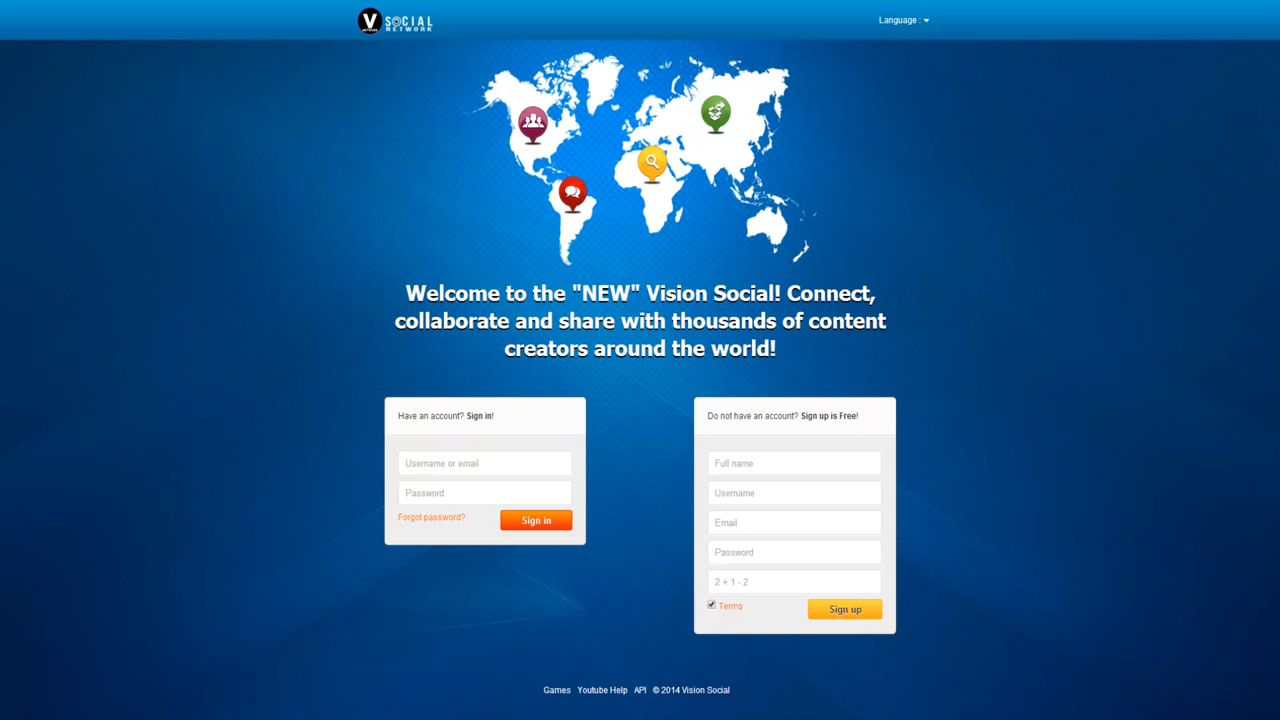 V SOCIAL
NETWORK
Language :
Welcome to the "NEW" Vision Social! Connect,
collaborate and share with thousands of content
creators around the world!
Have an account? Sign in!
Username or email
Password
Forgot password?
Sign in
Do not have an account? Sign up is Free!
Full name
Username
Email
Password
2 + 1 - 2
Terms
Sign up
Games Youtube Help API © 2014 Vision Social